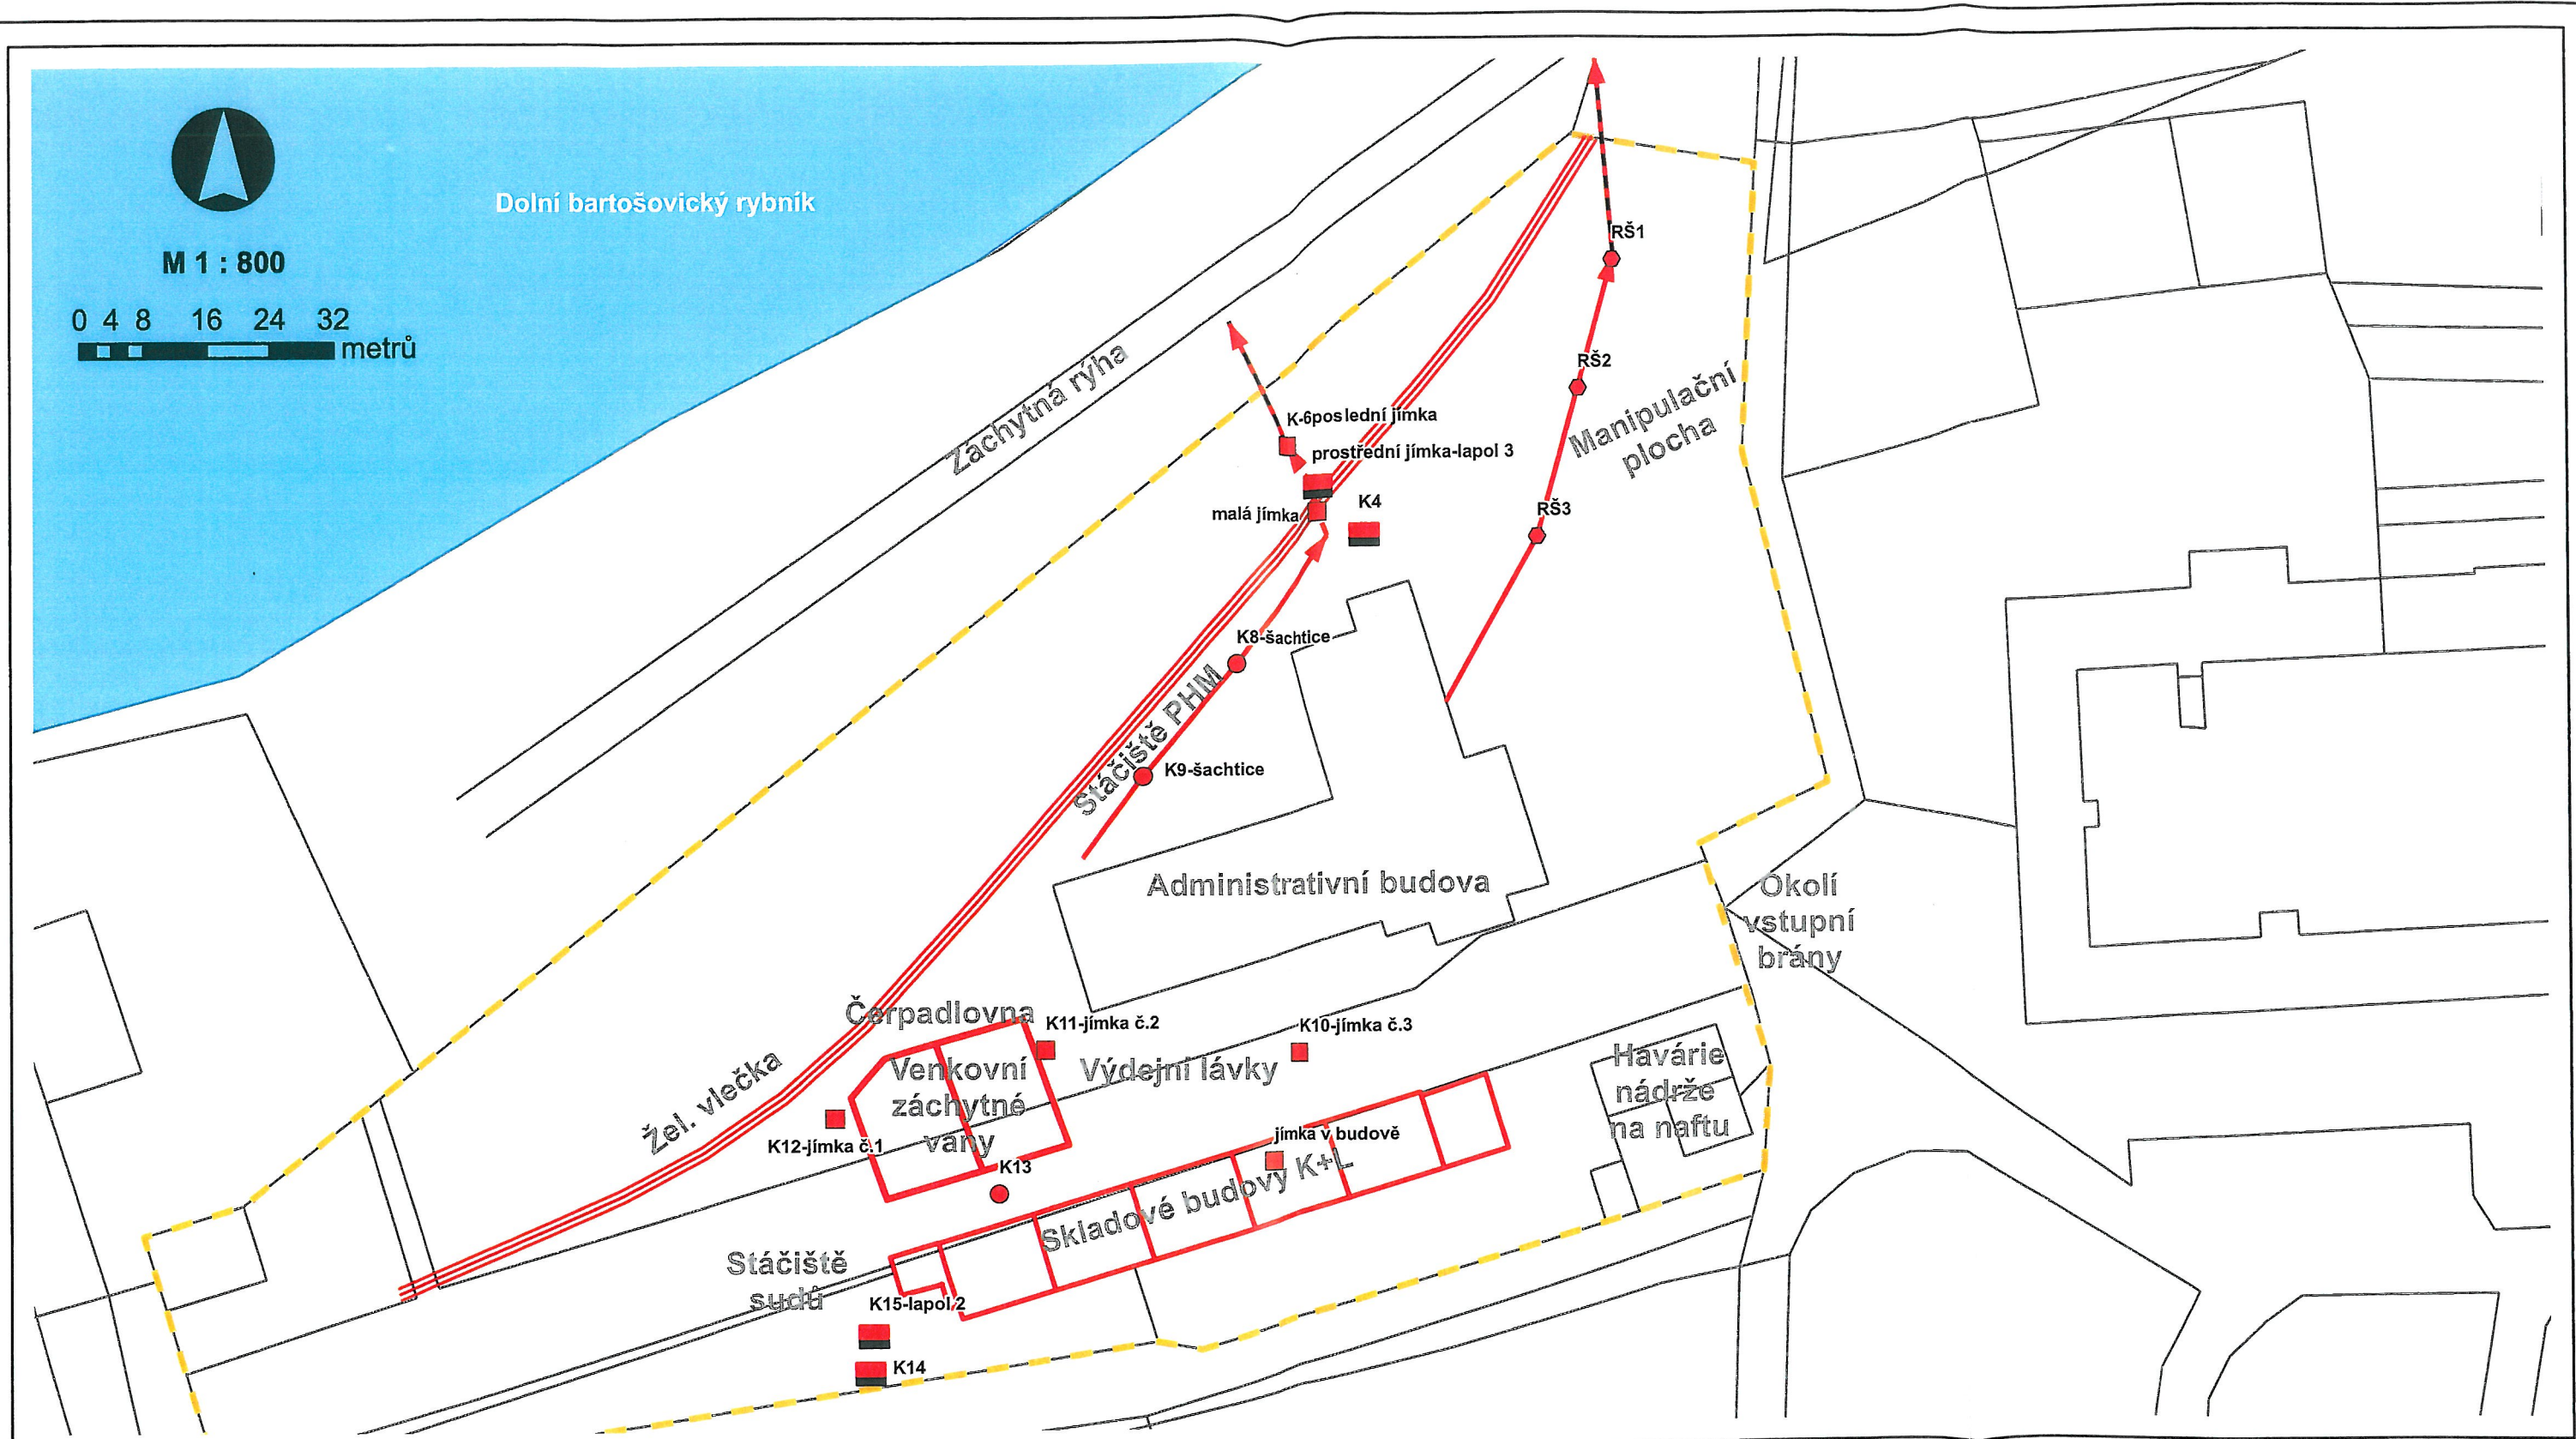 Dolní bartošovický rybník
M 1 : 800
0 4 8 16 24 32
metrů
RŠ1
RŠ2
Záchytná rýha
Manipulační
plocha
K-6poslední jímka
prostřední jímka-lapol 3
malá jímka
K4
RŠ3
K8-šachtice
Stáčiště PHM
K9-šachtice
Administrativní budova
Okolí
vstupní
brány
Čerpadlovna
K11-jímka č.2
K10-jímka č.3
Venkovní
záchytné
vany
Výdejní lávky
Havárie
nádrže
na naftu
Žel. vlečka
K12-jímka č.1
jímka v budově
K13
Skladové budovy K+L
Stáčiště
sudů
K15-lapol 2
K14